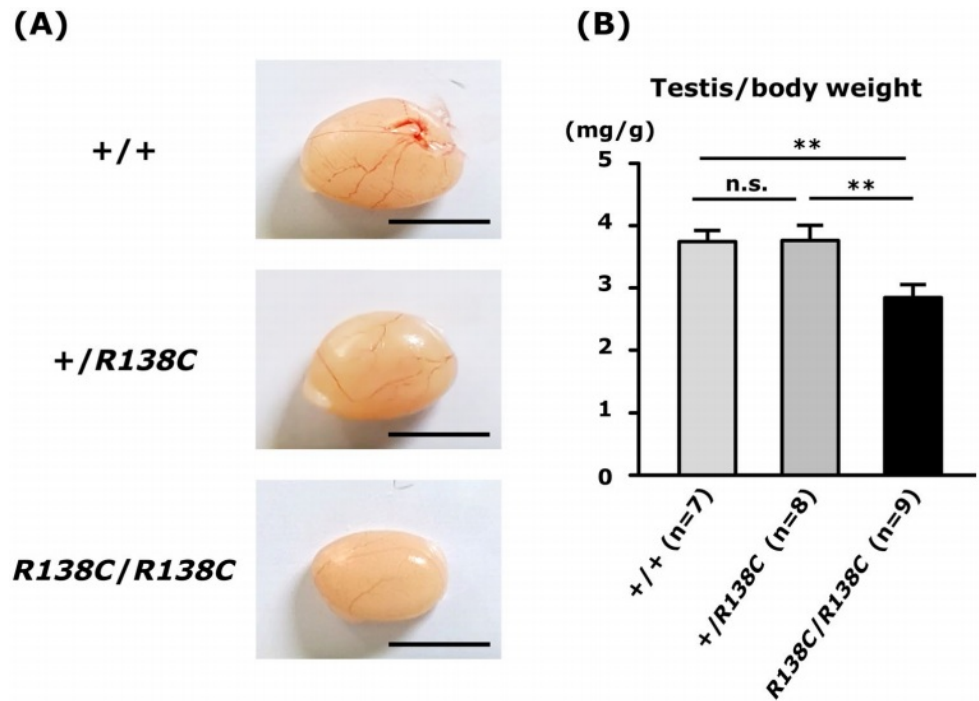 (A)
+/+
+/R138C
R138C/R138C
(B)
Testis/body weight
(mg/g)
**
n.s.
**
5
4
3
2
1
0
+/+ (n=7)
+/R138C (n=8)
R138C/R138C (n=9)